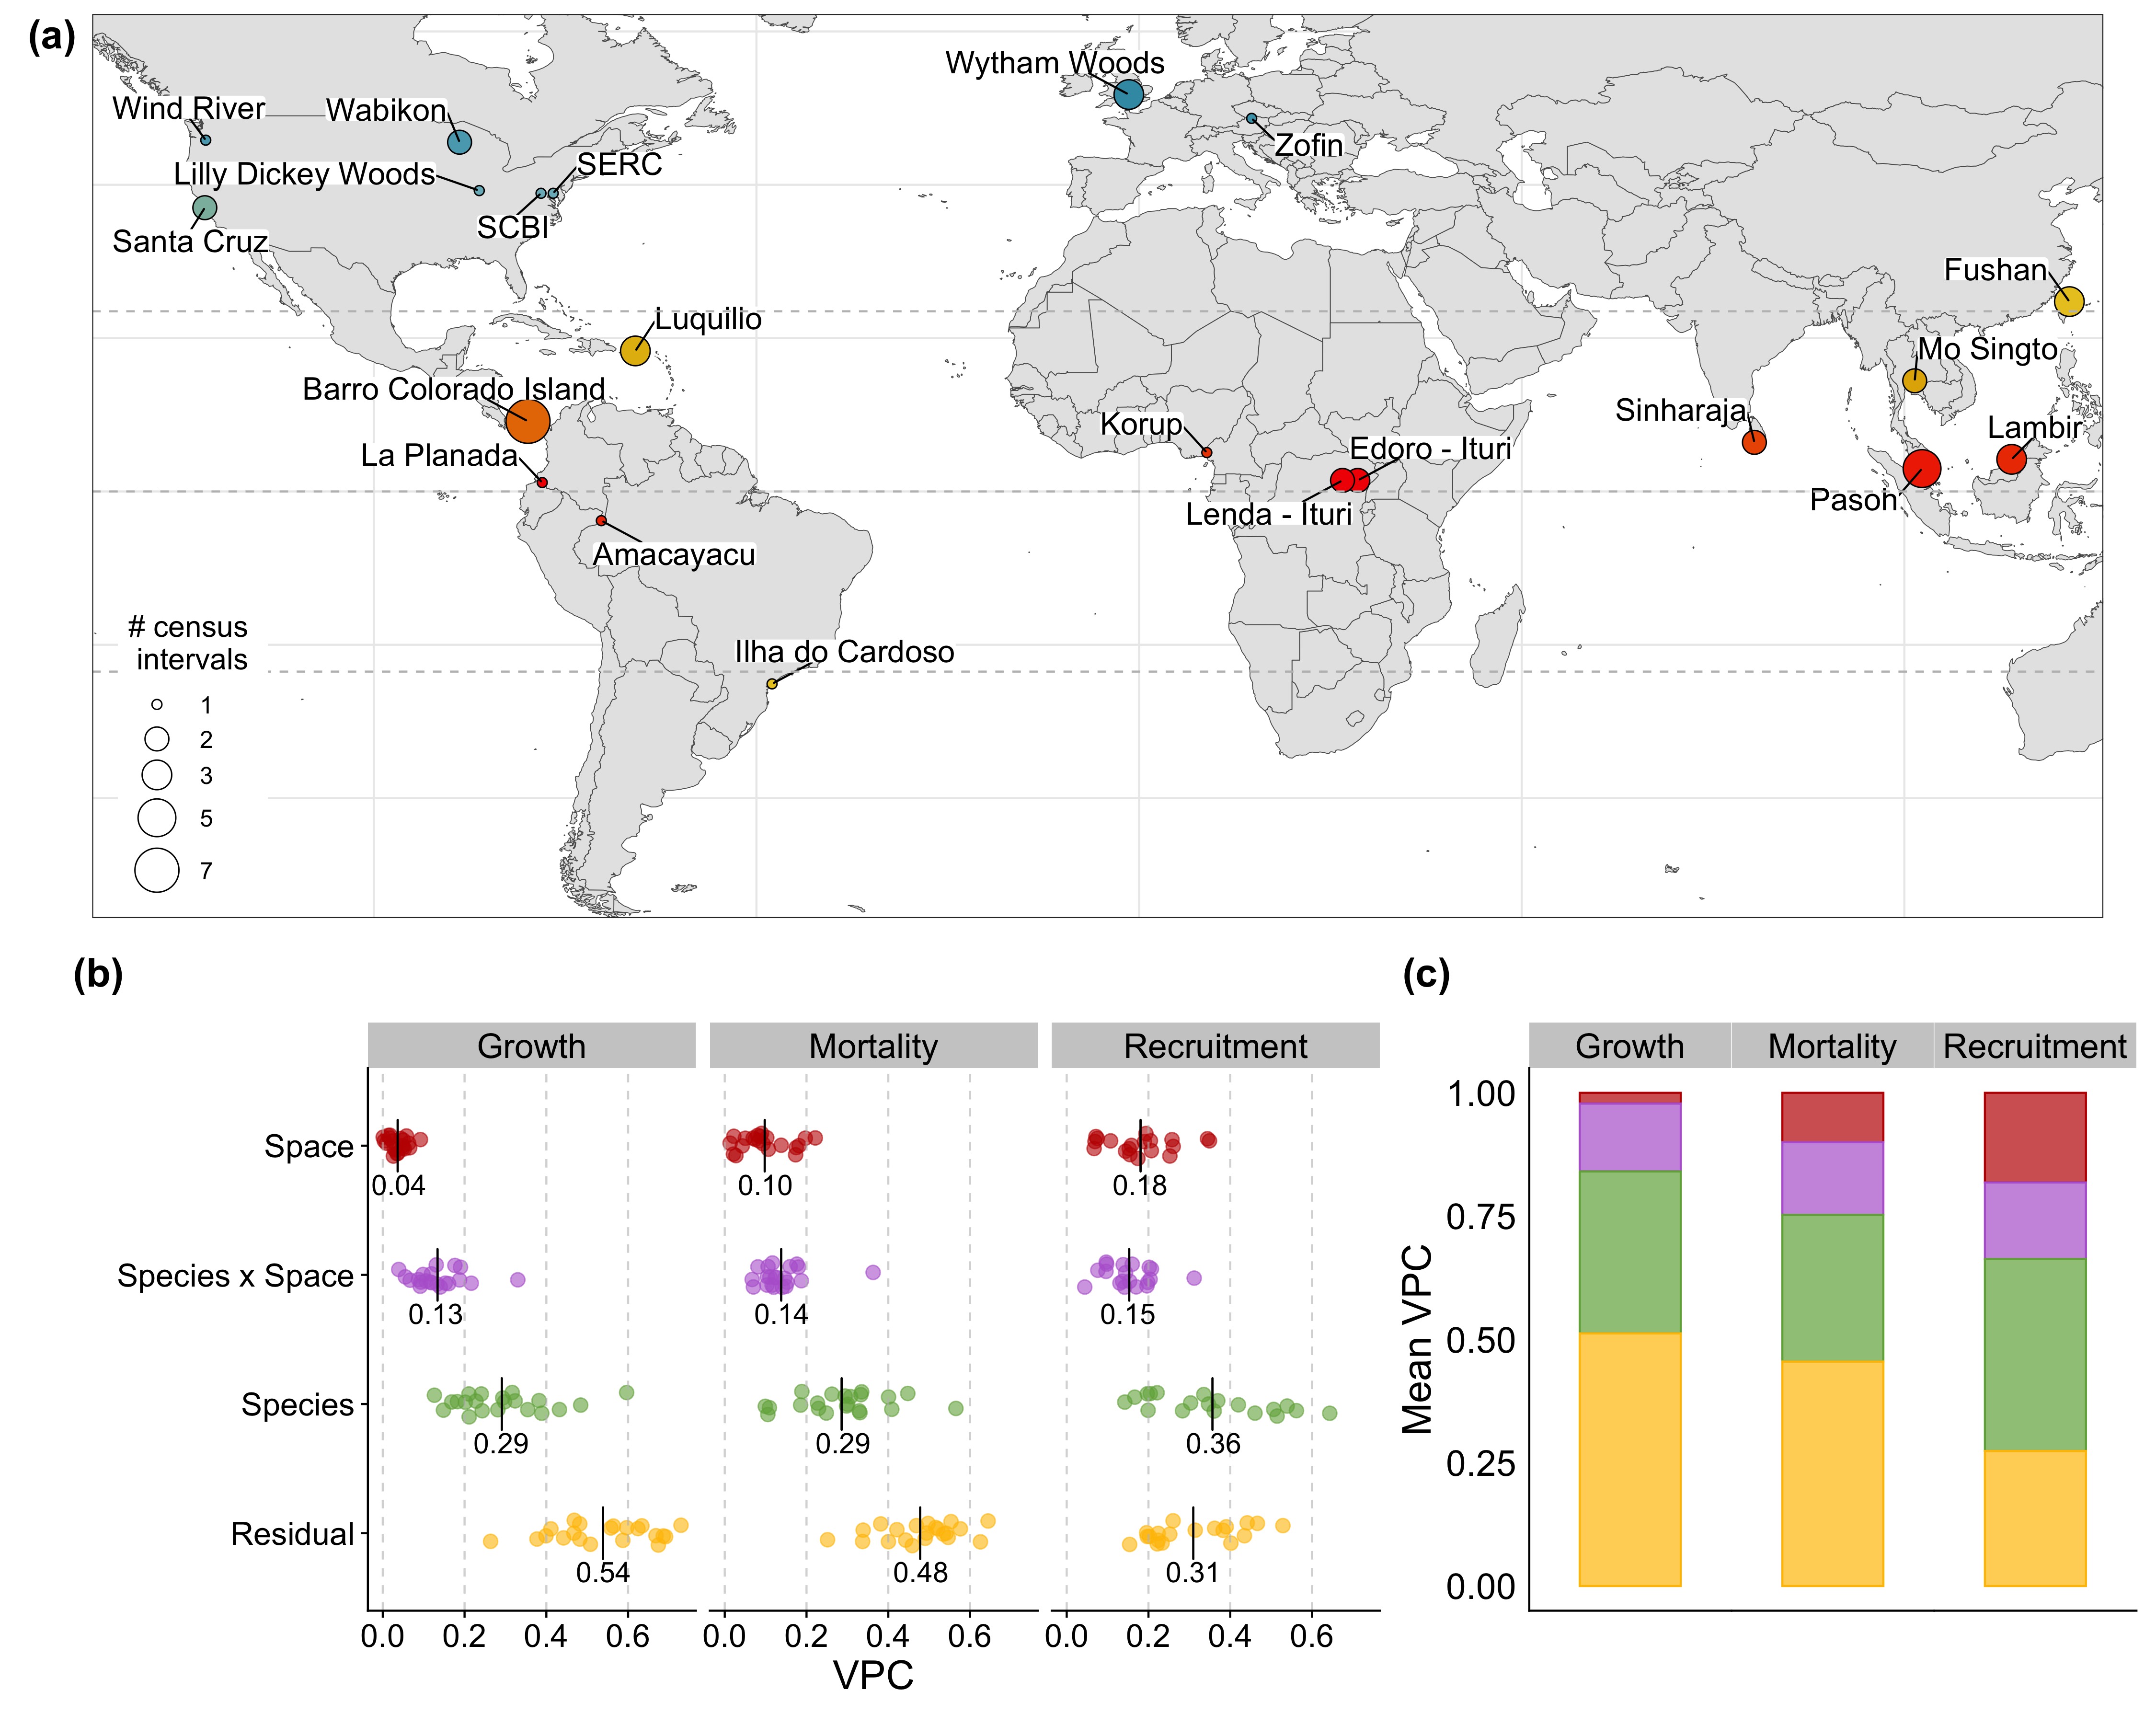 (a)
Wytham Woods
Wind River
Wabikon
Zofin
SERC
Lilly Dickey Woods
SCBI
Santa Cruz
Fushan
Luquillo
Mo Singto
Barro Colorado Island
Sinharaja
Korup
Lambir
Edoro - Ituri
La Planada
Pasoh
Lenda - Ituri
Amacayacu
Ilha do Cardoso
# census
intervals
1
2
3
5
7
(b)
Growth Mortality Recruitment
Space
0.04 0.10 0.18
Species x Space
0.13 0.14 0.15
Species
0.29 0.29 0.36
Residual
0.54 0.48 0.31
0.0 0.2 0.4 0.6 0.0 0.2 0.4 0.6 0.0 0.2 0.4 0.6
VPC
(c)
Growth Mortality Recruitment
Mean VPC
1.00
0.75
0.50
0.25
0.00